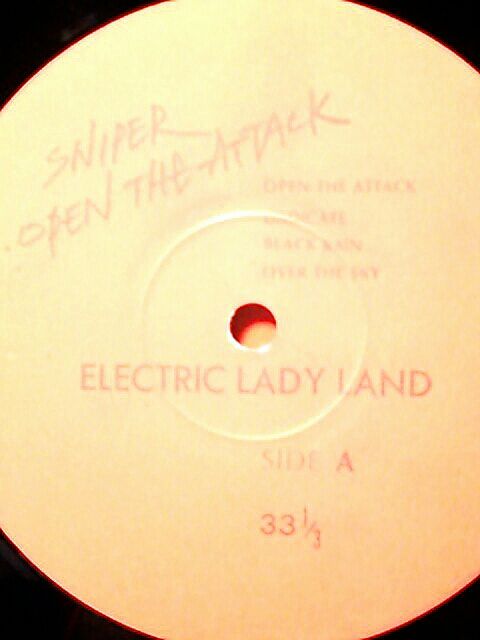 SNIPER
OPEN THE ATTACK
OPEN THE ATTACK
BLACK RAIN
OVER THE SKY
ELECTRIC LADY LAND
SIDE A
33 1/3